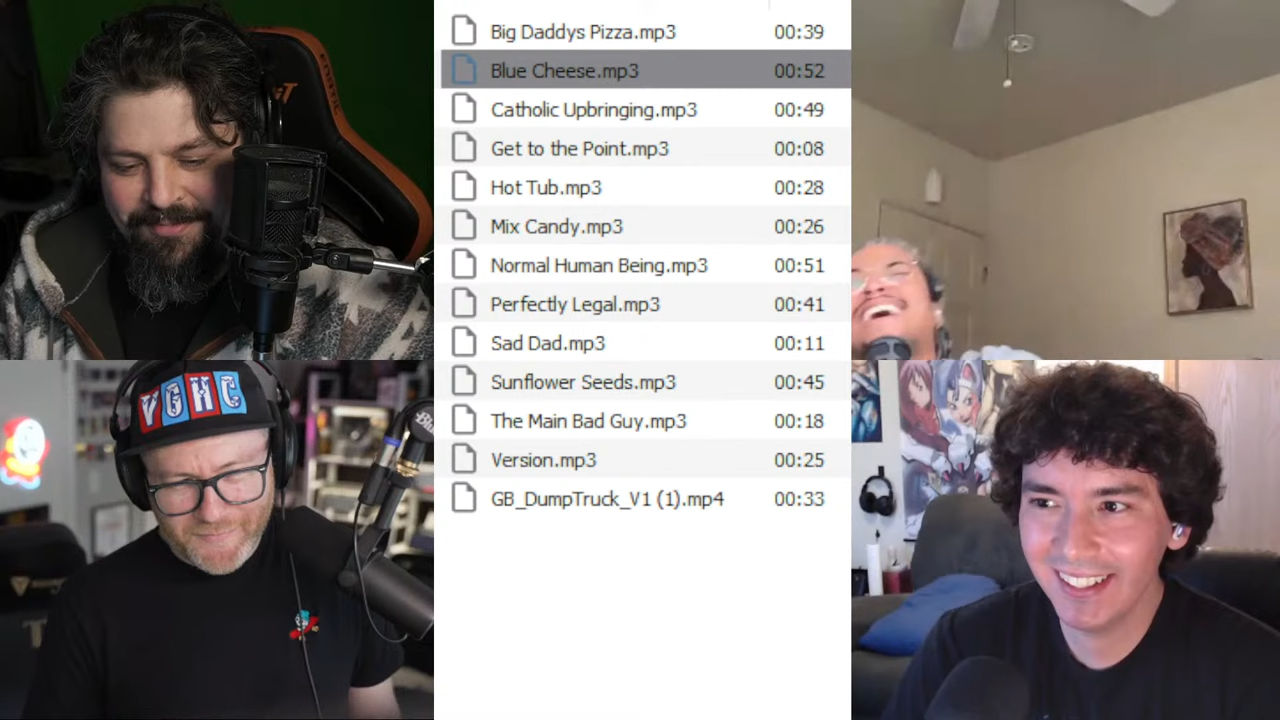 Big Daddys Pizza.mp3 00:39
Blue Cheese.mp3 00:52
Catholic Upbringing.mp3 00:49
Get to the Point.mp3 00:08
Hot Tub.mp3 00:28
Mix Candy.mp3 00:26
Normal Human Being.mp3 00:51
Perfectly Legal.mp3 00:41
Sad Dad.mp3 00:11
Sunflower Seeds.mp3 00:45
The Main Bad Guy.mp3 00:18
Version.mp3 00:25
GB_DumpTruck_V1 (1).mp4 00:33
VGHC